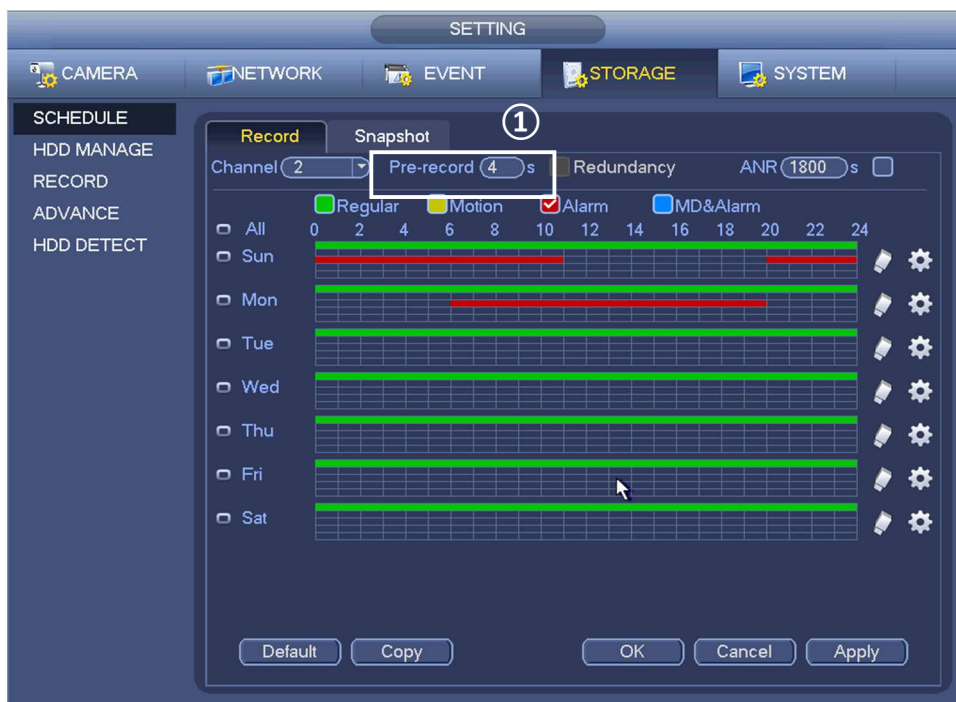 SETTING
CAMERA NETWORK EVENT STORAGE SYSTEM
SCHEDULE
HDD MANAGE
RECORD
ADVANCE
HDD DETECT
①
Record Snapshot
Channel 2 Pre-record 4 s Redundancy ANR 1800 s
Regular Motion Alarm MD&Alarm
All 0 2 4 6 8 10 12 14 16 18 20 22 24
Sun
Mon
Tue
Wed
Thu
Fri
Sat
Default Copy OK Cancel Apply